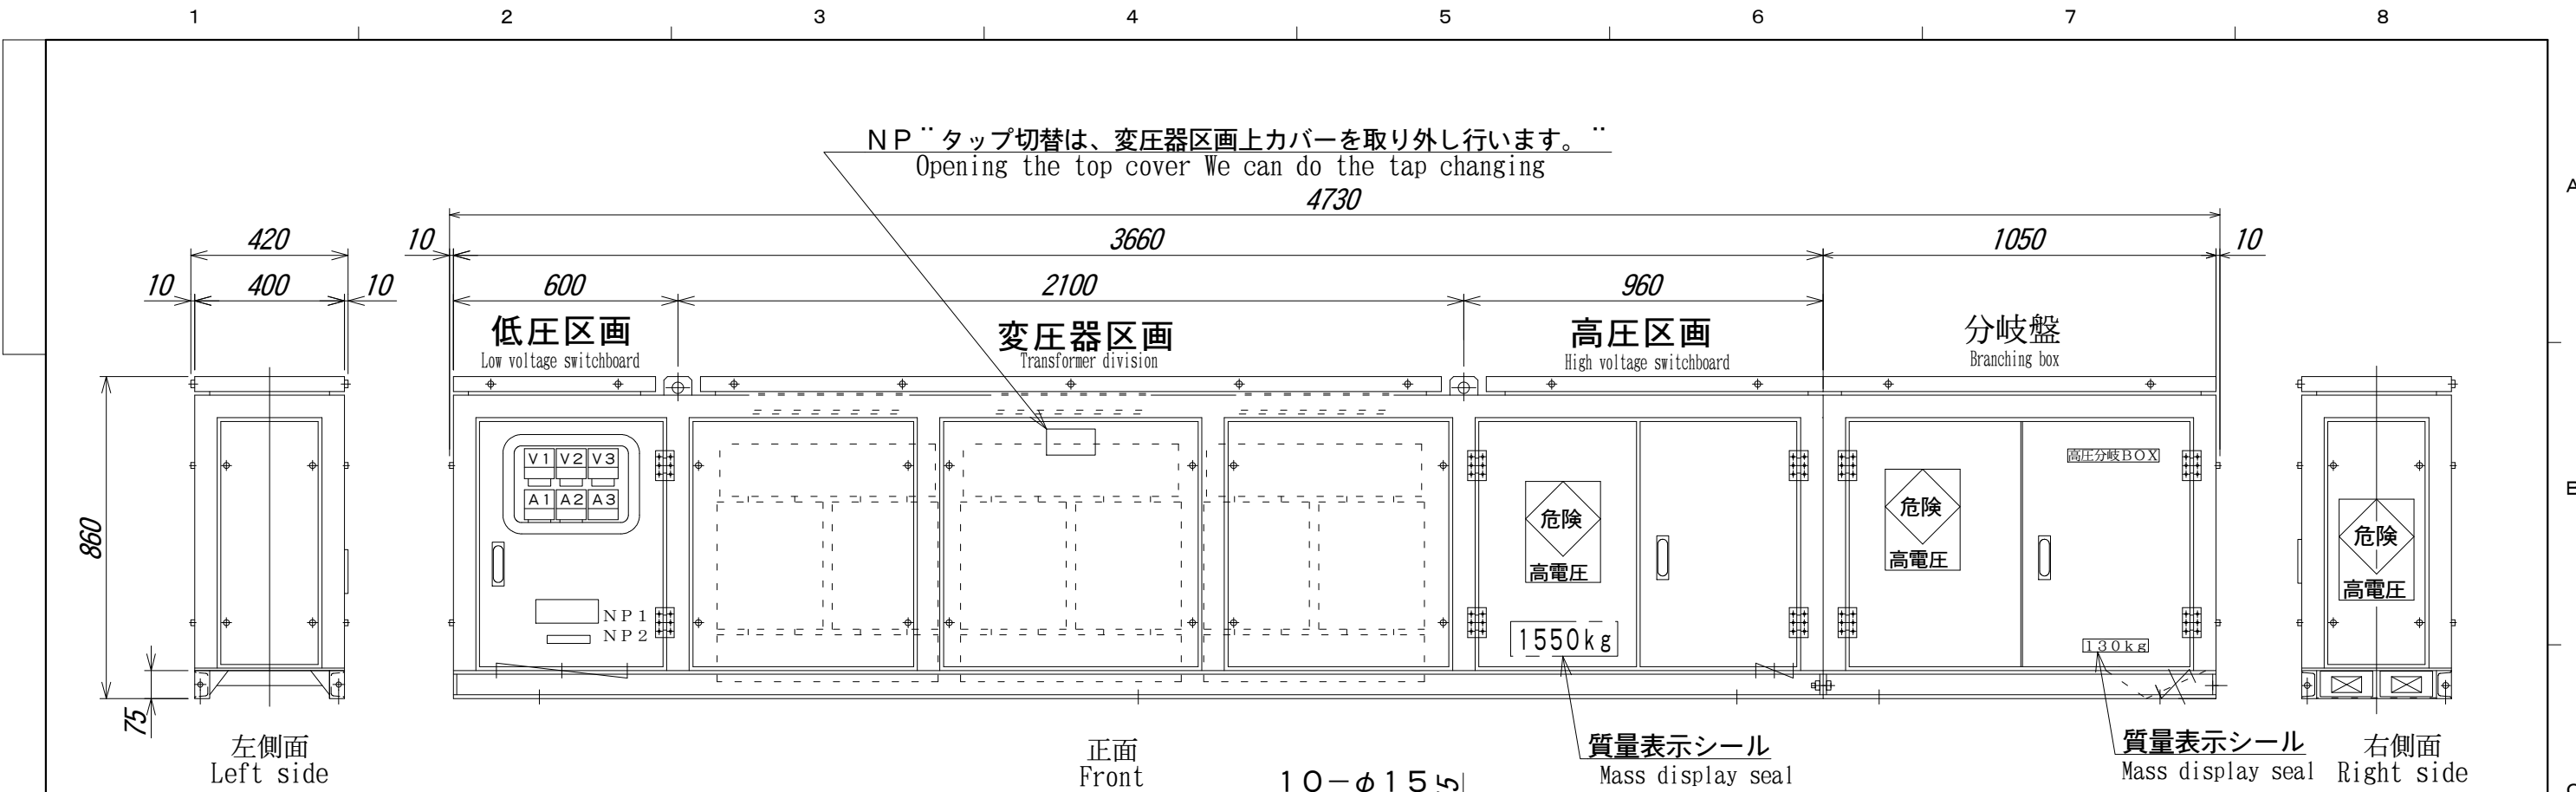 1 2 3 4 5 6 7 8
NP¨タップ切替は、変圧器区画上カバーを取り外し行います。¨
Opening the top cover We can do the tap changing
A
4730
420 10 3660 1050 10
10 400 10 600 2100 960
低圧区画 変圧器区画 高圧区画 分岐盤
Low voltage switchboard Transformer division High voltage switchboard Branching box
V1 V2 V3
高圧分岐BOX
A1 A2 A3
B
危険 危険 危険
高電圧 高電圧 高電圧
860
NP1
NP2
1550kg 130kg
75
左側面 正面 質量表示シール 質量表示シール 右側面
Left side Front Mass display seal Mass display seal Right side
10−φ15